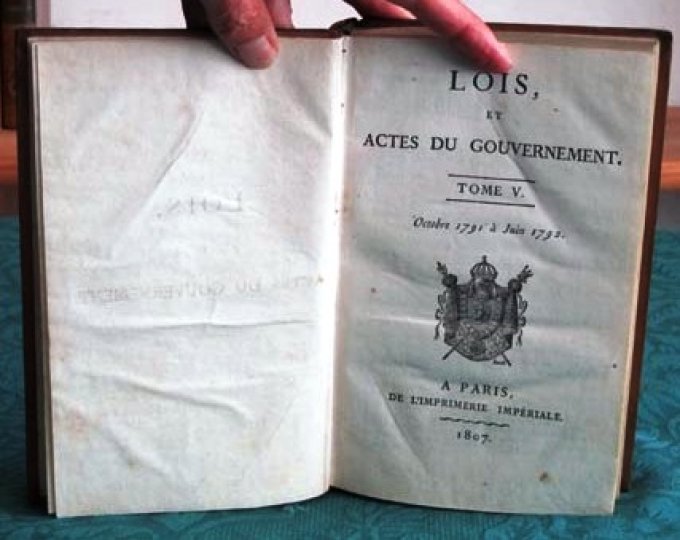 LOIS,
ET
ACTES DU GOUVERNEMENT.
TOME V.
Octobre 1791 à Juin 1792.
A PARIS,
DE L'IMPRIMERIE IMPÉRIALE.
1807.